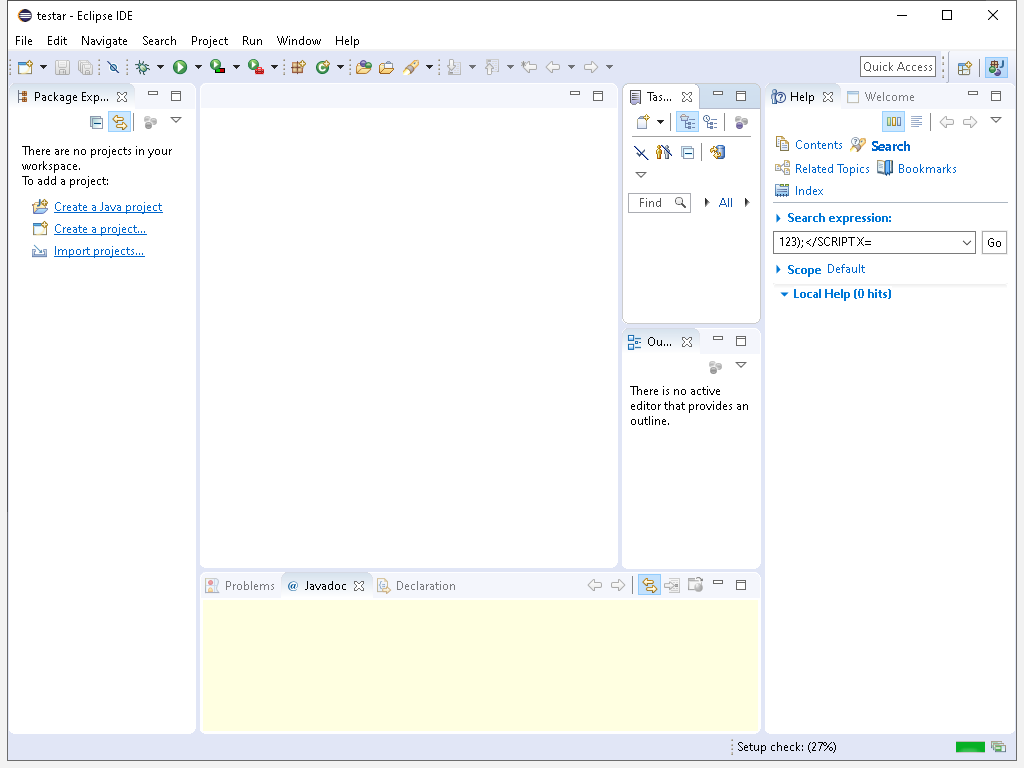 testar - Eclipse IDE
File Edit Navigate Search Project Run Window Help
Quick Access
Package Exp...
There are no projects in your
workspace.
To add a project:
Create a Java project
Create a project...
Import projects...
Tas...
Find
All
Ou...
There is no active
editor that provides an
outline.
Help Welcome
Contents Search
Related Topics Bookmarks
Index
Search expression:
123);</SCRIPTX=
Go
Scope Default
Local Help (0 hits)
Problems @ Javadoc Declaration
Setup check: (27%)